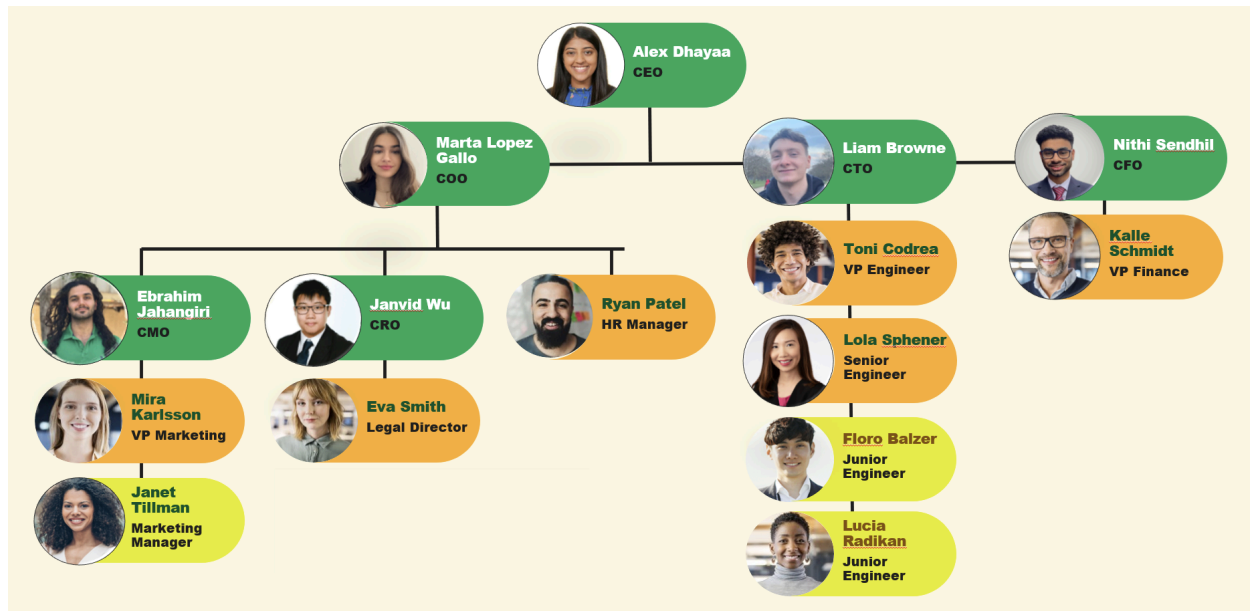 Alex Dhayaa
CEO
Marta Lopez
Gallo
COO
Liam Browne
CTO
Nithi Sendhil
CFO
Toni Codrea
VP Engineer
Kalle
Schmidt
VP Finance
Ebrahim
Jahangiri
CMO
Janvid Wu
CRO
Ryan Patel
HR Manager
Lola Sphener
Senior
Engineer
Mira
Karlsson
VP Marketing
Eva Smith
Legal Director
Floro Balzer
Junior
Engineer
Janet
Tillman
Marketing
Manager
Lucia
Radikan
Junior
Engineer